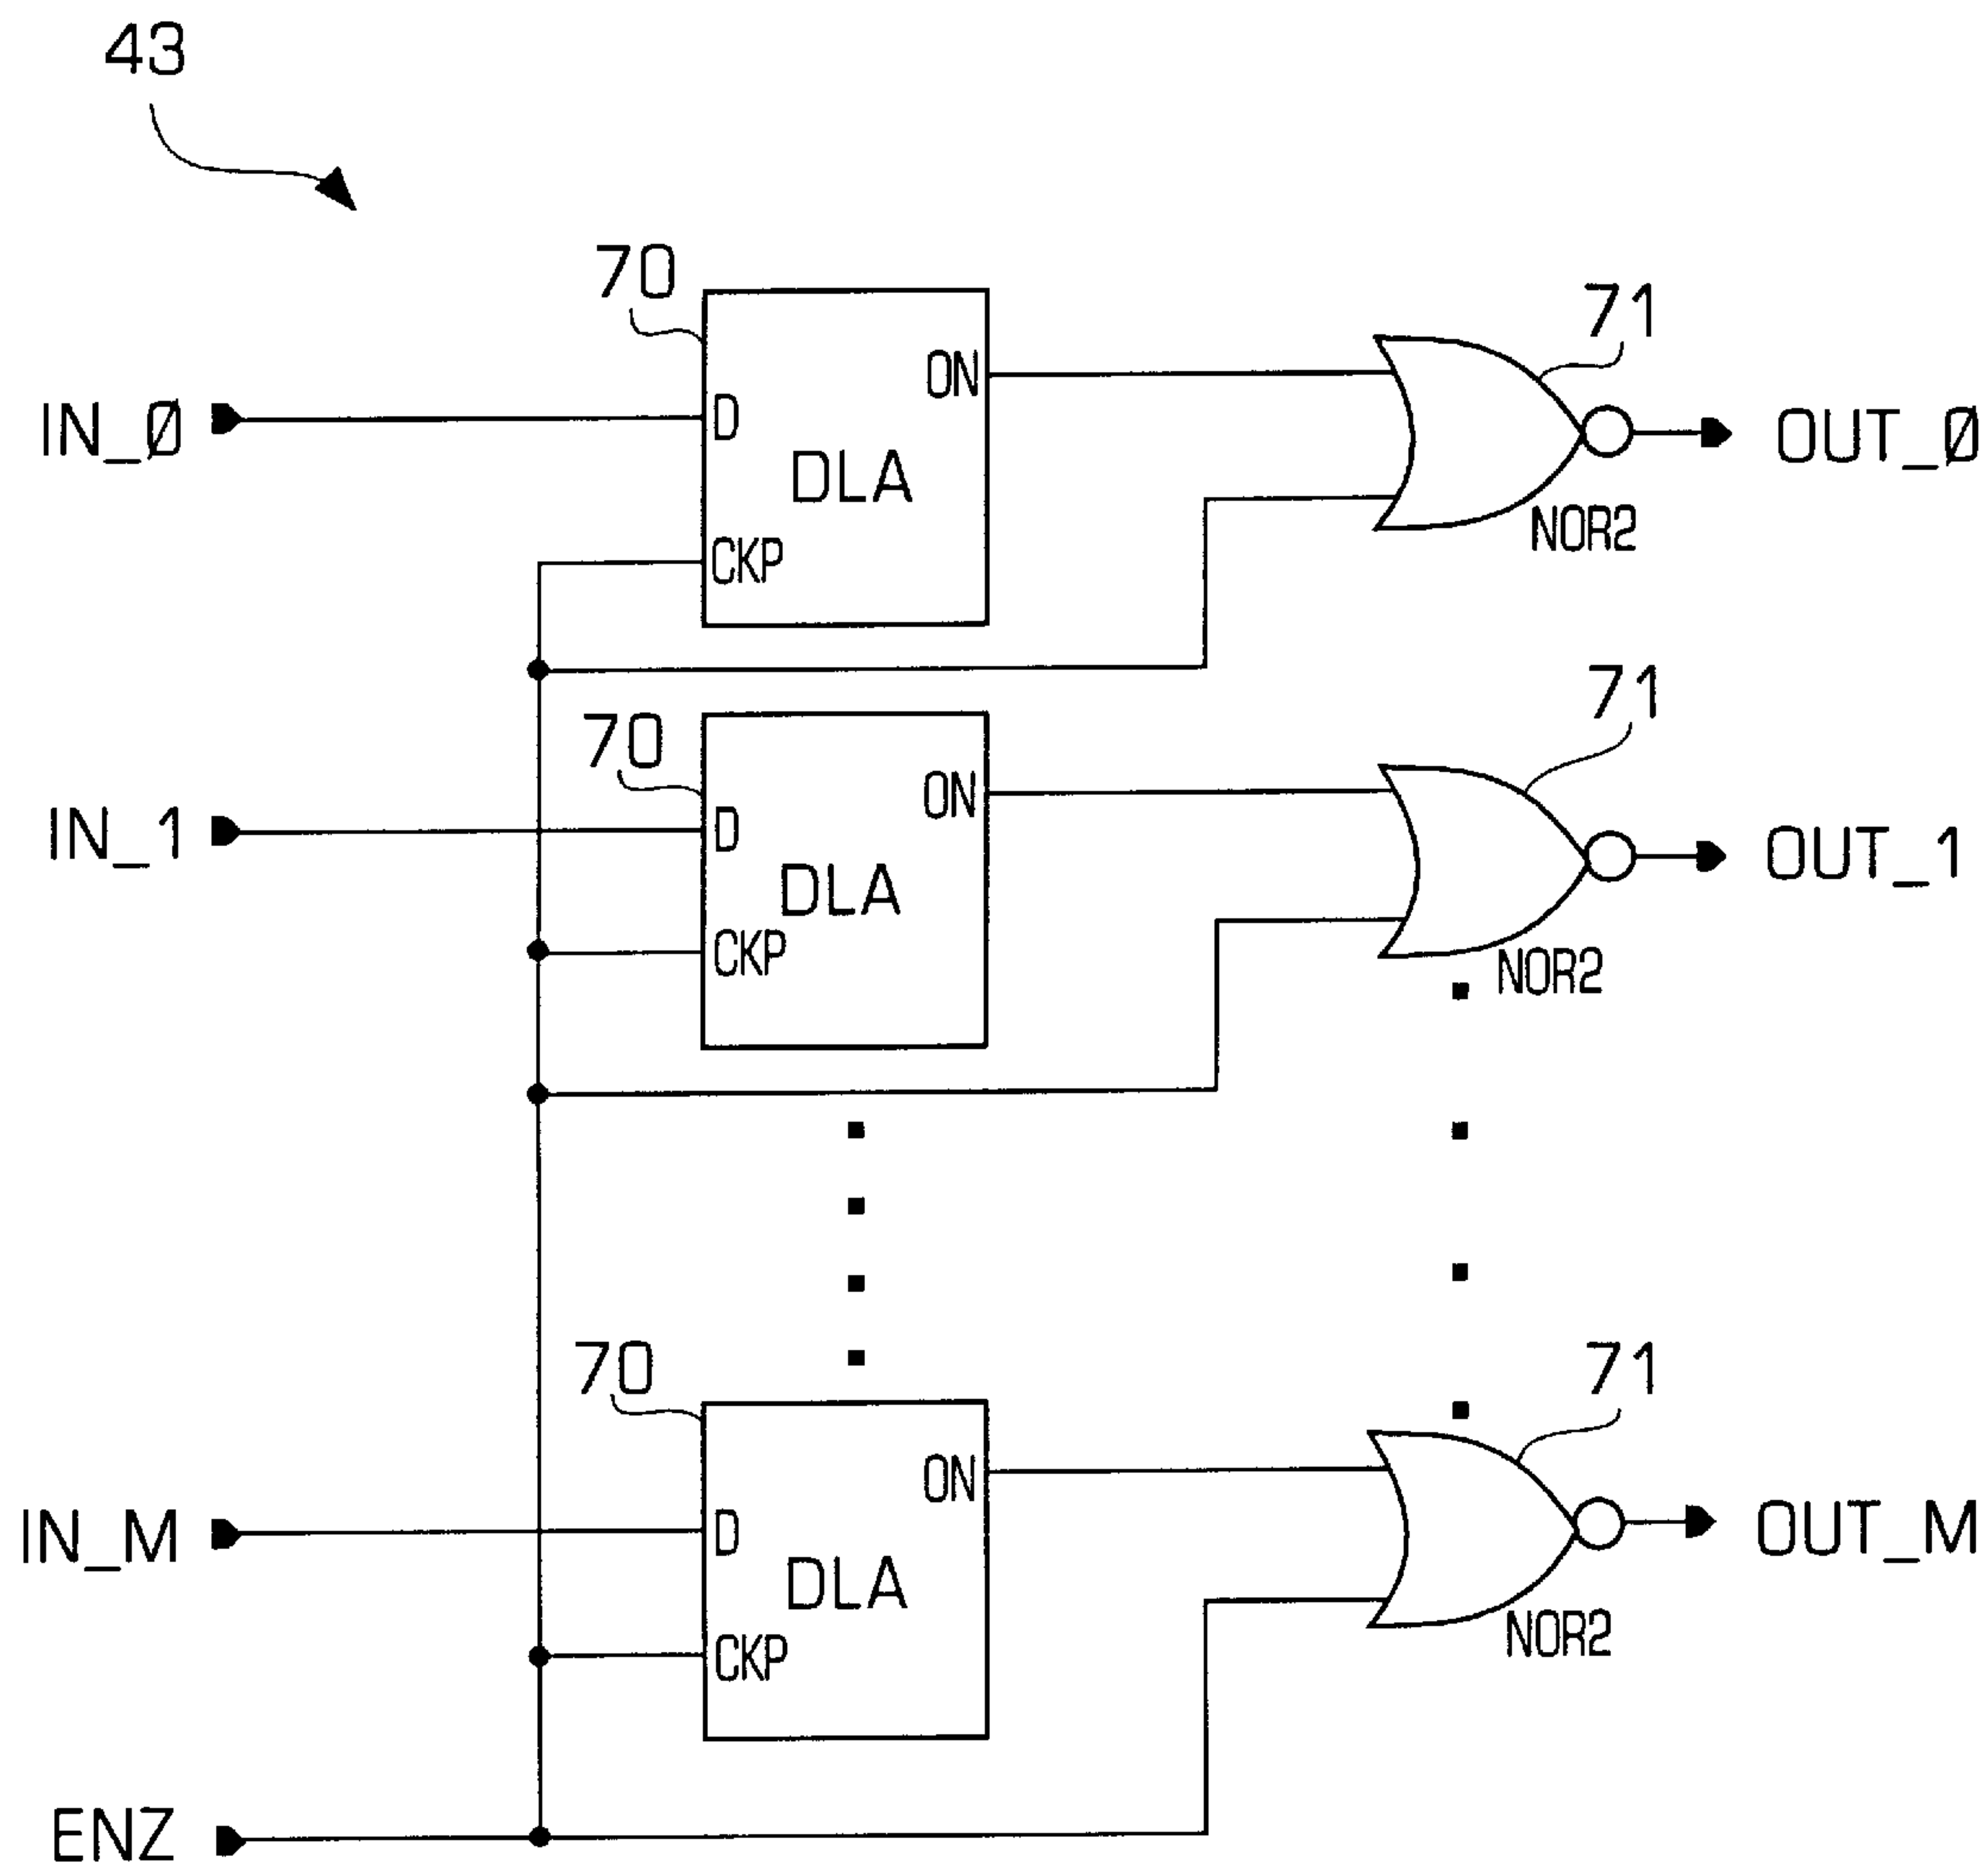 43
70
71
IN_Ø
D
ON
DLA
CKP
OUT_Ø
NOR2
70
71
IN_1
D
ON
DLA
CKP
OUT_1
NOR2
70
71
IN_M
D
ON
DLA
CKP
OUT_M
NOR2
ENZ